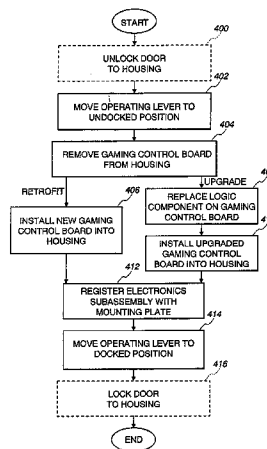 START
400
UNLOCK DOOR
TO HOUSING
402
MOVE OPERATING LEVER TO
UNDOCKED POSITION
404
REMOVE GAMING CONTROL BOARD
FROM HOUSING
RETROFIT
UPGRADE
406
INSTALL NEW GAMING
CONTROL BOARD INTO
HOUSING
REPLACE LOGIC
COMPONENT ON GAMING
CONTROL BOARD
INSTALL UPGRADED
GAMING CONTROL
BOARD INTO HOUSING
412
REGISTER ELECTRONICS
SUBASSEMBLY WITH
MOUNTING PLATE
414
MOVE OPERATING LEVER TO
DOCKED POSITION
416
LOCK DOOR
TO HOUSING
END